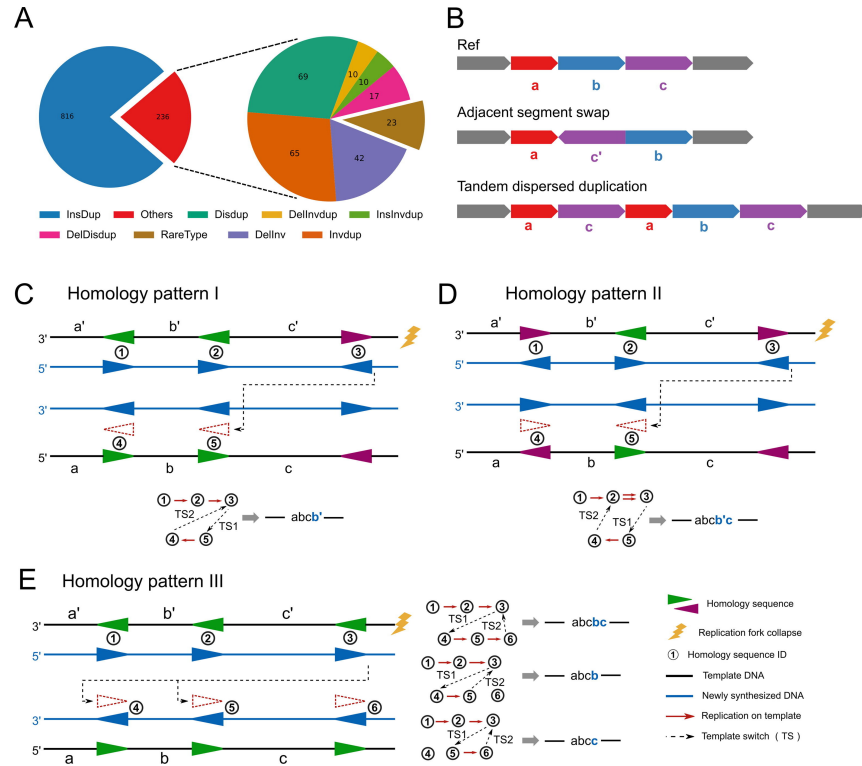 A
816
236
69
10
10
17
23
42
65
InsDup Others Disdup DelInvdup InsInvdup
DelDisdup RareType DelInv Invdup
B
Ref
a b c
Adjacent segment swap
a c' b
Tandem dispersed duplication
a c a b c
C Homology pattern I
a' b' c'
3'
1 2 3
5'
3'
4 5
5'
a b c
1 2 3
TS2
TS1
4 5
abcb'
D Homology pattern II
a' b' c'
3'
1 2 3
5'
3'
4 5
5'
a b c
1 2 3
TS2
TS1
4 5
abcb'c
E Homology pattern III
a' b' c'
3'
1 2 3
5'
4 5 6
3'
5'
a b c
1 2 3
TS1 TS2
4 5 6
abcbc
1 2 3
TS1 TS2
4 5 6
abcb
1 2 3
TS1 TS2
4 5 6
abcc
Homology sequence
Replication fork collapse
1 Homology sequence ID
Template DNA
Newly synthesized DNA
Replication on template
Template switch ( TS )